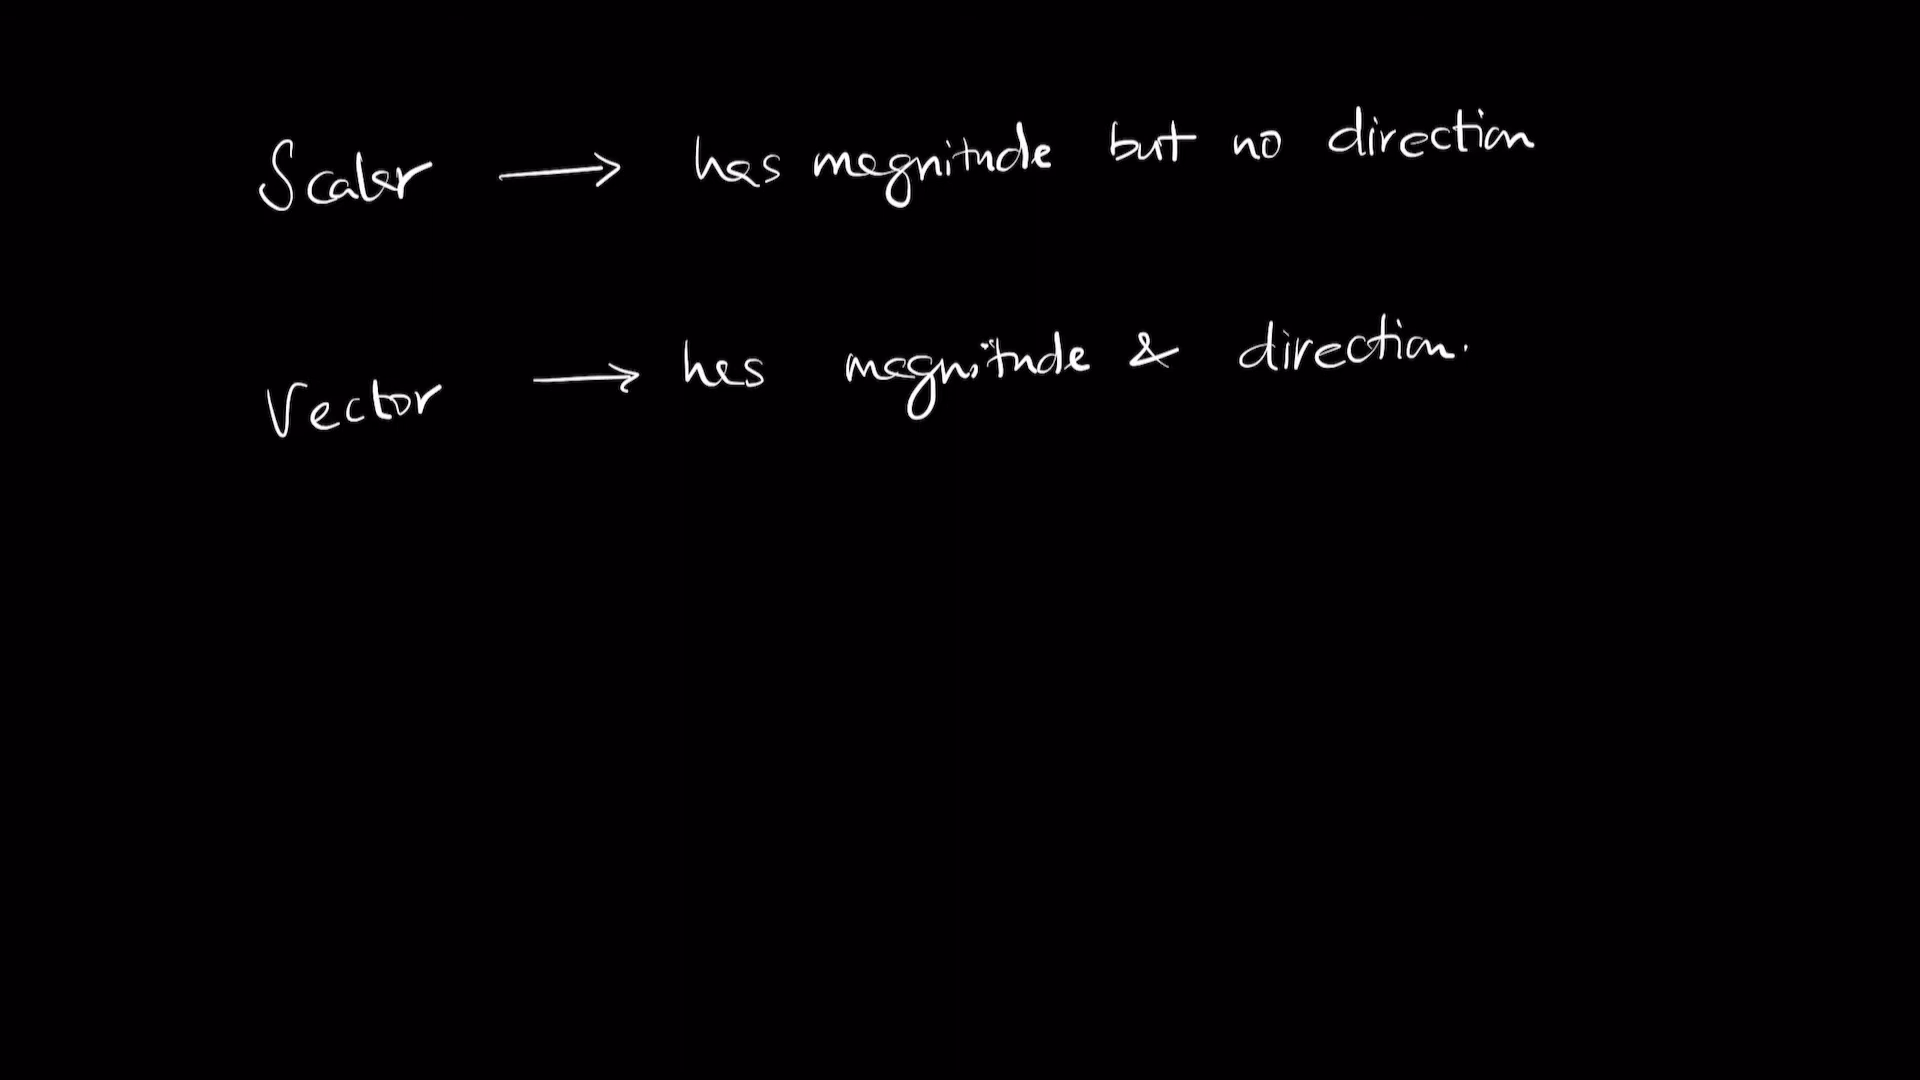 Scalar → has magnitude but no direction
Vector → has magnitude & direction.